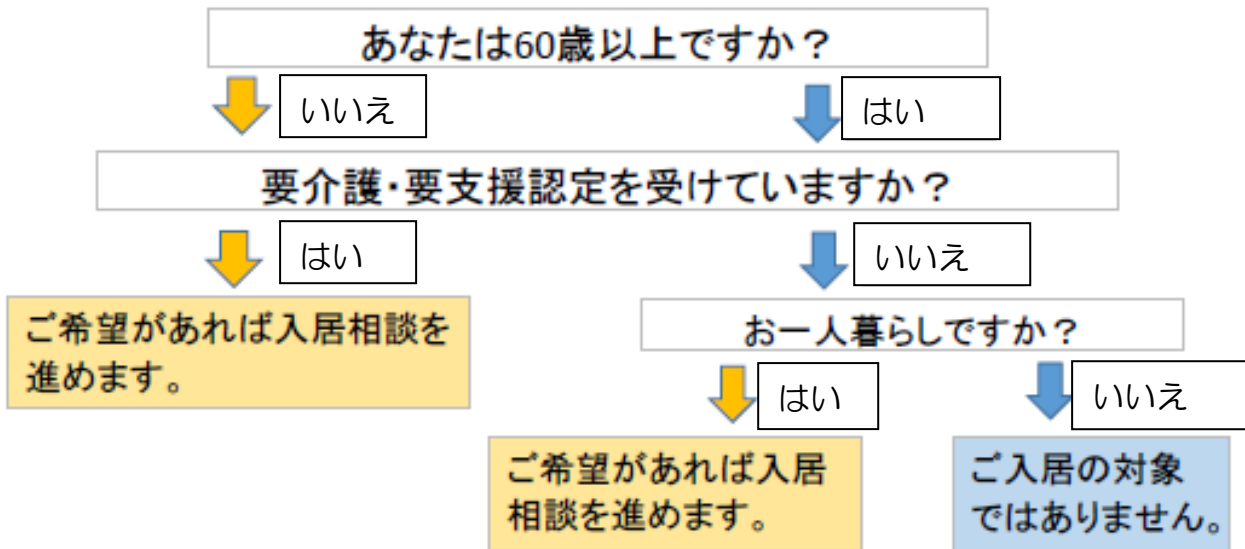 あなたは60歳以上ですか？
いいえ
はい
要介護・要支援認定を受けていますか？
はい
いいえ
ご希望があれば入居相談を
進めます。
お一人暮らしですか？
はい
いいえ
ご希望があれば入居
相談を進めます。
ご入居の対象
ではありません。